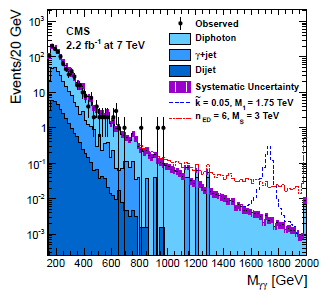 CMS
2.2 fb⁻¹ at 7 TeV
Observed
Diphoton
γ+jet
Dijet
Systematic Uncertainty
k̃ = 0.05, M₁ = 1.75 TeV
n_ED = 6, M_S = 3 TeV
Events/20 GeV
10³
10²
10
1
10⁻¹
10⁻²
10⁻³
200 400 600 800 1000 1200 1400 1600 1800 2000
M_γγ [GeV]